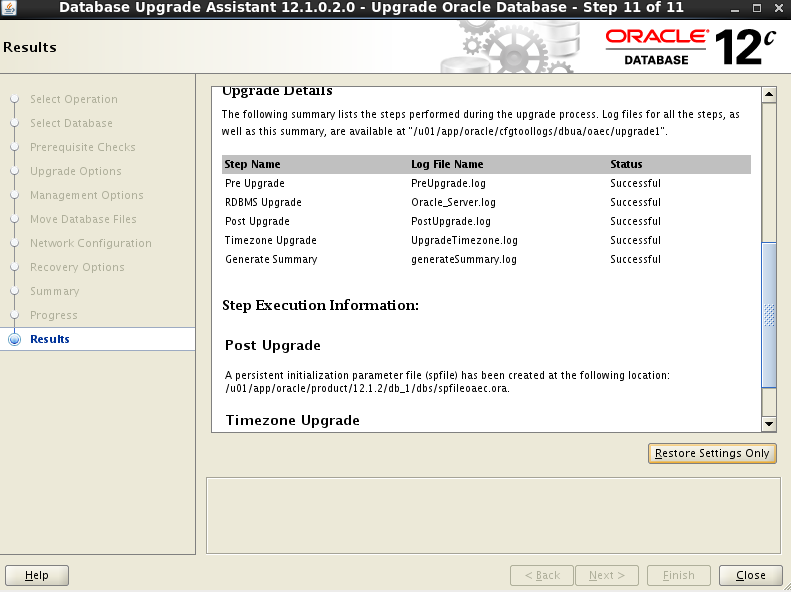 Database Upgrade Assistant 12.1.0.2.0 - Upgrade Oracle Database - Step 11 of 11
Results
ORACLE
DATABASE
12c
Select Operation
Select Database
Prerequisite Checks
Upgrade Options
Management Options
Move Database Files
Network Configuration
Recovery Options
Summary
Progress
Results
Upgrade Details
The following summary lists the steps performed during the upgrade process. Log files for all the steps, as
well as this summary, are available at "/u01/app/oracle/cfgtoollogs/dbua/oaec/upgrade1".
Step Name Log File Name Status
Pre Upgrade PreUpgrade.log Successful
RDBMS Upgrade Oracle_Server.log Successful
Post Upgrade PostUpgrade.log Successful
Timezone Upgrade UpgradeTimezone.log Successful
Generate Summary generateSummary.log Successful
Step Execution Information:
Post Upgrade
A persistent initialization parameter file (spfile) has been created at the following location:
/u01/app/oracle/product/12.1.2/db_1/dbs/spfileoaec.ora.
Timezone Upgrade
Restore Settings Only
Help
< Back
Next >
Finish
Close